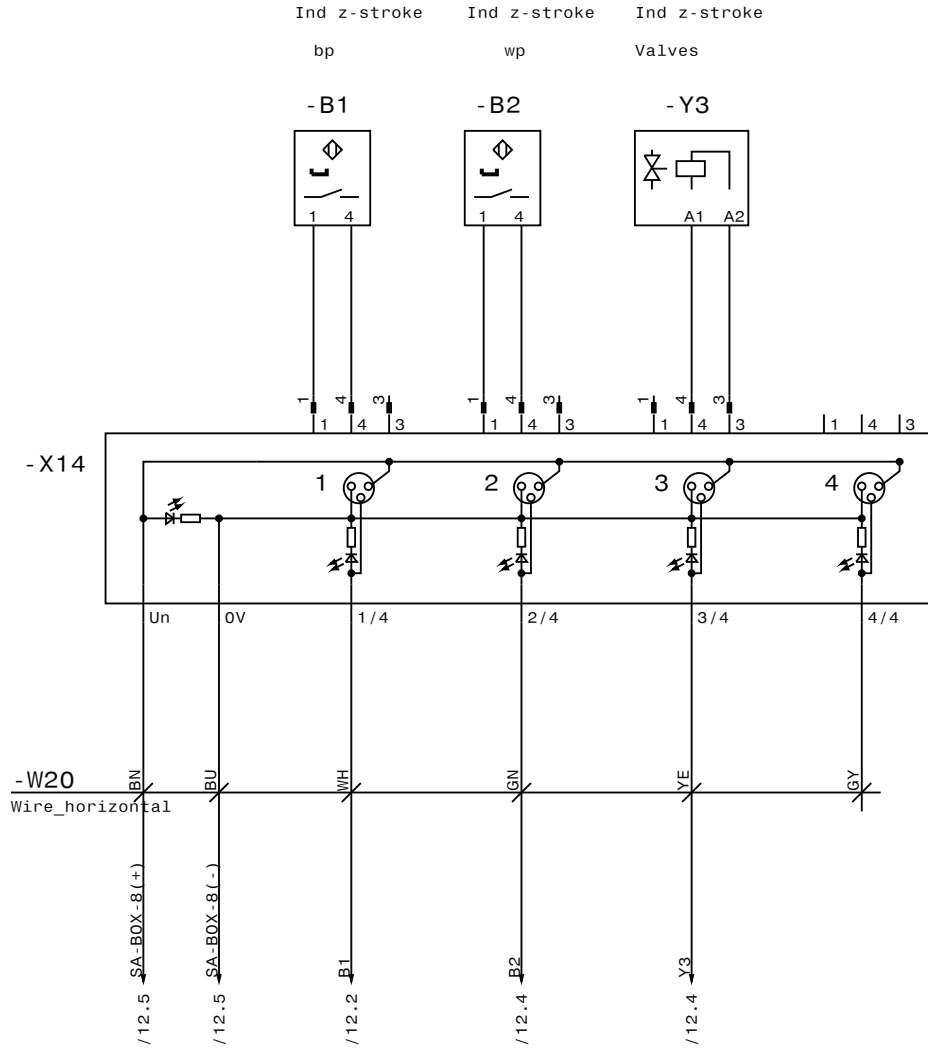 Ind z-stroke Ind z-stroke Ind z-stroke
bp wp Valves
-B1 -B2 -Y3
1 4 1 4 A1 A2
1 4 3 1 4 3 1 4 3
1 4 3 1 4 3 1 4 3 1 4 3
-X14
1 2 3 4
Un 0V 1/4 2/4 3/4 4/4
-W20
BN BU WH GN YE GY
Wire_horizontal
SA-BOX-8(+) SA-BOX-8(-) B1 B2 Y3
/12.5 /12.5 /12.2 /12.4 /12.4